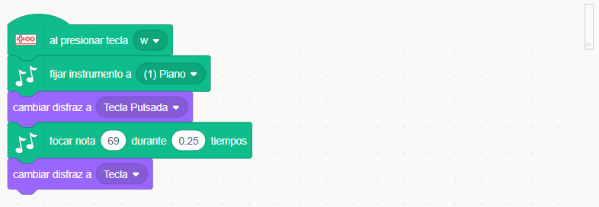 al presionar tecla w
fijar instrumento a (1) Piano
cambiar disfraz a Tecla Pulsada
tocar nota 69 durante 0.25 tiempos
cambiar disfraz a Tecla